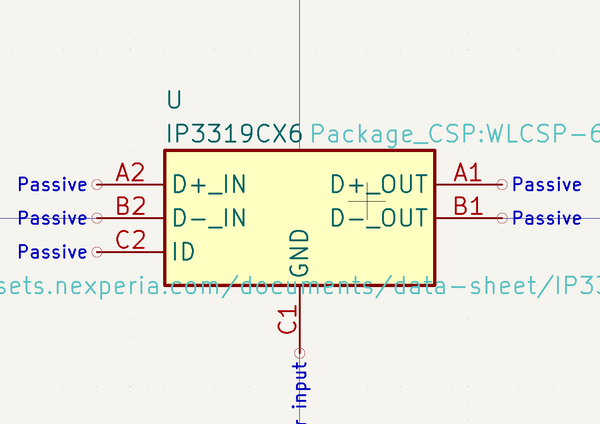 U
IP3319CX6 Package_CSP:WLCSP-6
Passive A2 D+_IN D+_OUT A1 Passive
Passive B2 D-_IN D-_OUT B1 Passive
Passive C2 ID
GND
sets.nexperia.com/documents/data-sheet/IP33
C1
r input